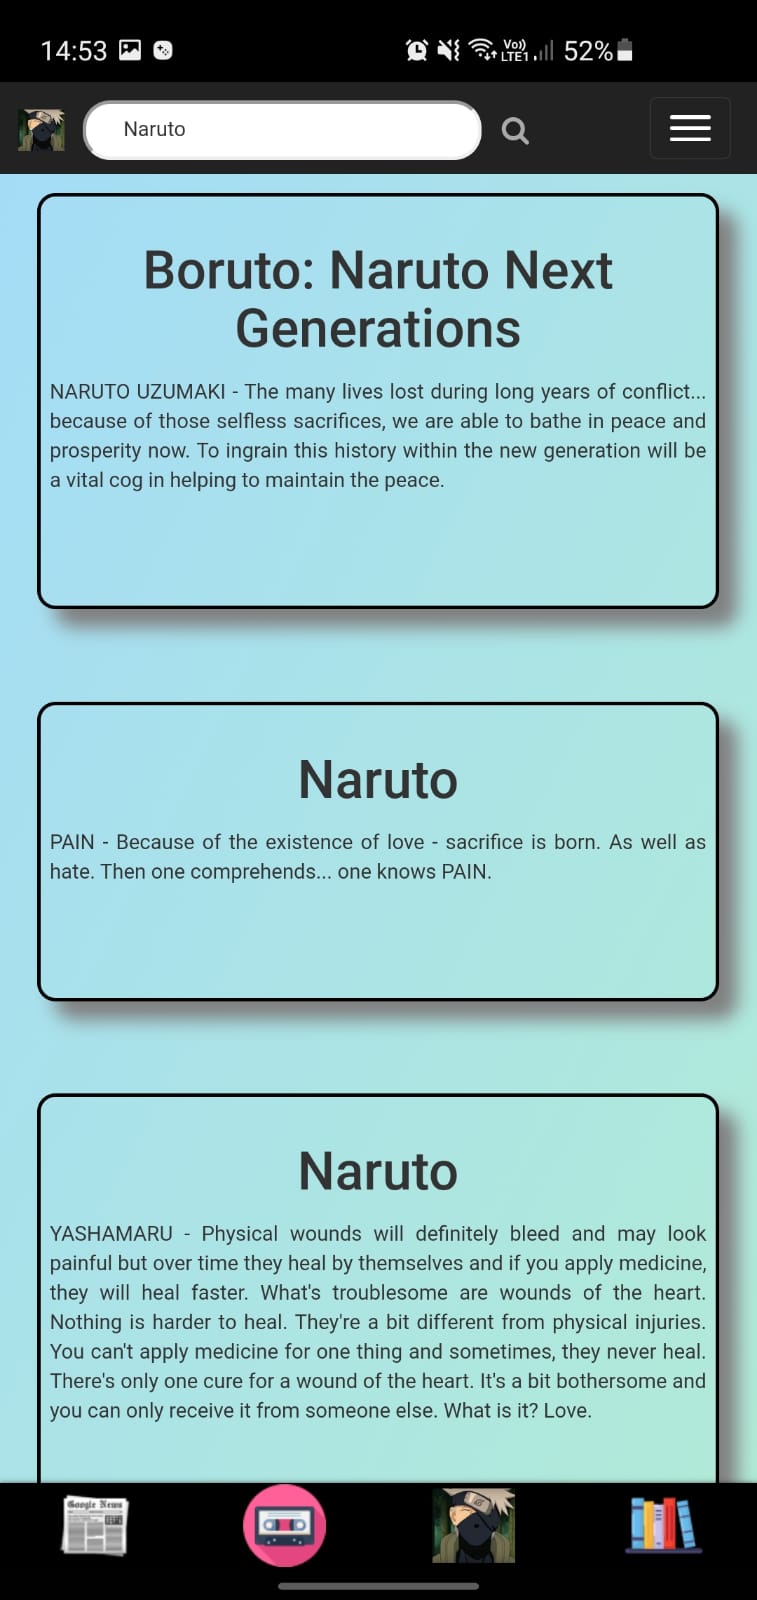 14:53
Vo))
LTE1
52%
Naruto
Boruto: Naruto Next
Generations
NARUTO UZUMAKI - The many lives lost during long years of conflict...
because of those selfless sacrifices, we are able to bathe in peace and
prosperity now. To ingrain this history within the new generation will be
a vital cog in helping to maintain the peace.
Naruto
PAIN - Because of the existence of love - sacrifice is born. As well as
hate. Then one comprehends... one knows PAIN.
Naruto
YASHAMARU - Physical wounds will definitely bleed and may look
painful but over time they heal by themselves and if you apply medicine,
they will heal faster. What's troublesome are wounds of the heart.
Nothing is harder to heal. They're a bit different from physical injuries.
You can't apply medicine for one thing and sometimes, they never heal.
There's only one cure for a wound of the heart. It's a bit bothersome and
you can only receive it from someone else. What is it? Love.
Google News